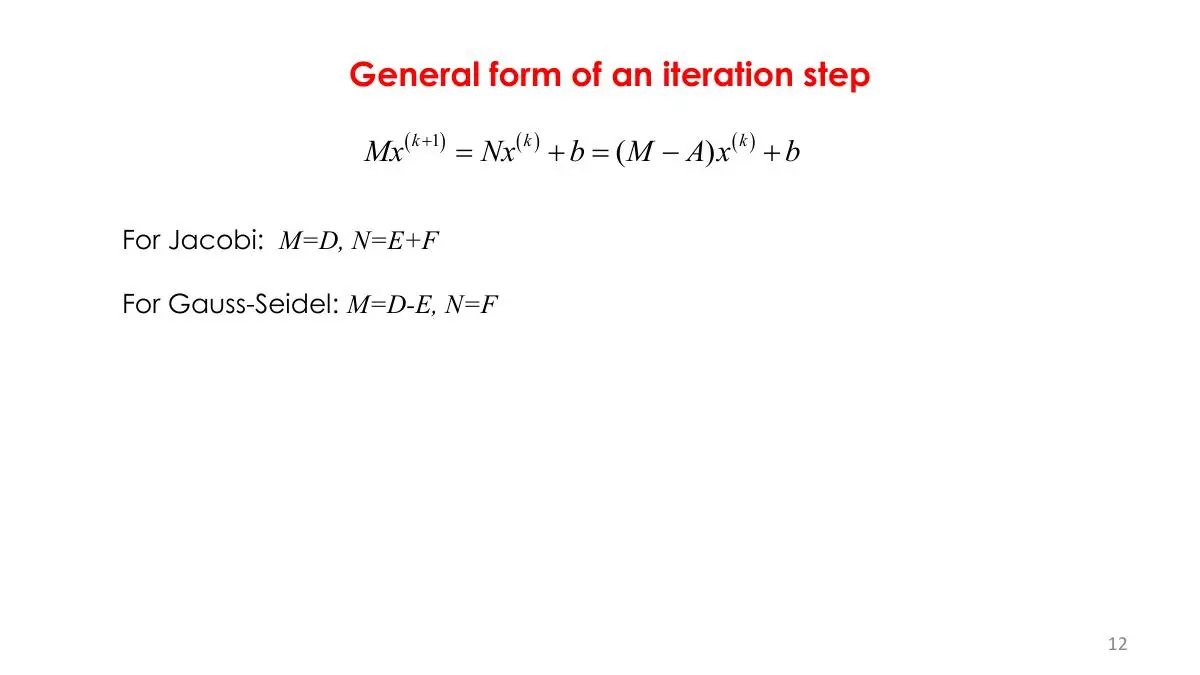 General form of an iteration step
Mx^(k+1) = Nx^(k) + b = (M − A)x^(k) + b
For Jacobi: M=D, N=E+F
For Gauss-Seidel: M=D-E, N=F
12